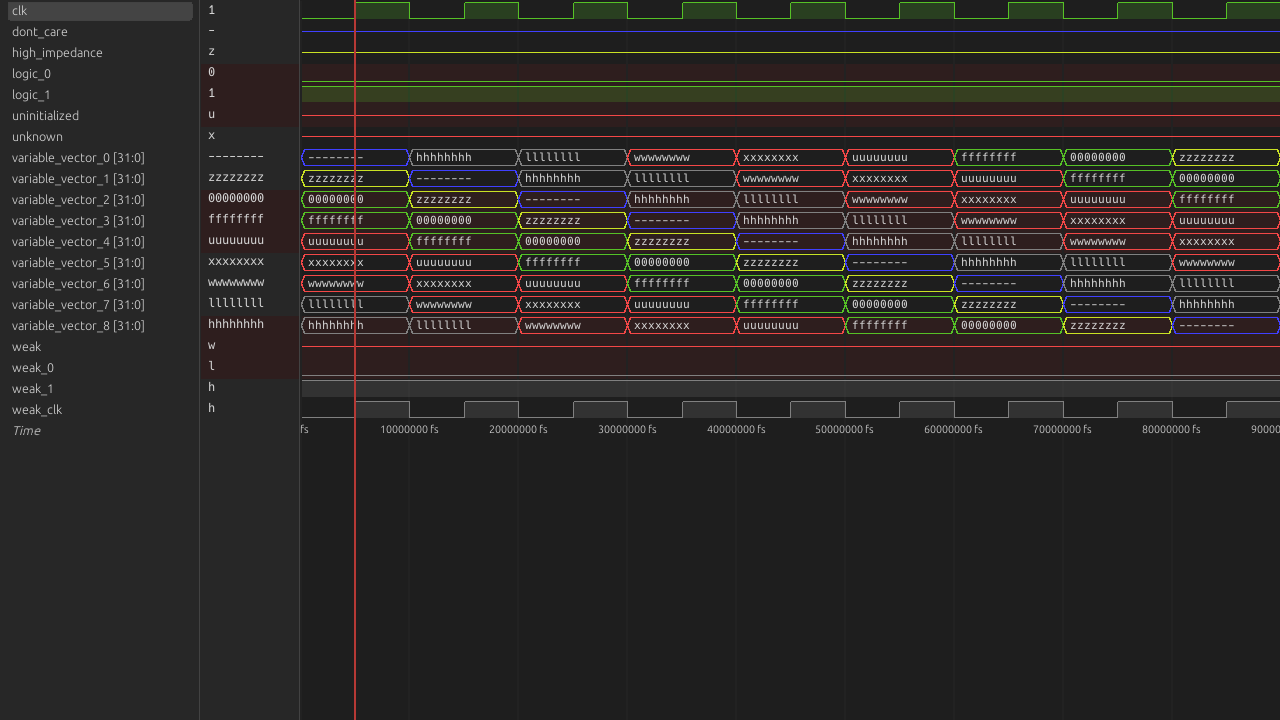 clk 1
dont_care -
high_impedance z
logic_0 0
logic_1 1
uninitialized u
unknown x
variable_vector_0 [31:0] -------- -------- hhhhhhhh llllllll wwwwwwww xxxxxxxx uuuuuuuu ffffffff 00000000 zzzzzzzz
variable_vector_1 [31:0] zzzzzzzz zzzzzzzz -------- hhhhhhhh llllllll wwwwwwww xxxxxxxx uuuuuuuu ffffffff 00000000
variable_vector_2 [31:0] 00000000 00000000 zzzzzzzz -------- hhhhhhhh llllllll wwwwwwww xxxxxxxx uuuuuuuu ffffffff
variable_vector_3 [31:0] ffffffff ffffffff 00000000 zzzzzzzz -------- hhhhhhhh llllllll wwwwwwww xxxxxxxx uuuuuuuu
variable_vector_4 [31:0] uuuuuuuu uuuuuuuu ffffffff 00000000 zzzzzzzz -------- hhhhhhhh llllllll wwwwwwww xxxxxxxx
variable_vector_5 [31:0] xxxxxxxx xxxxxxxx uuuuuuuu ffffffff 00000000 zzzzzzzz -------- hhhhhhhh llllllll wwwwwwww
variable_vector_6 [31:0] wwwwwwww wwwwwwww xxxxxxxx uuuuuuuu ffffffff 00000000 zzzzzzzz -------- hhhhhhhh llllllll
variable_vector_7 [31:0] llllllll llllllll wwwwwwww xxxxxxxx uuuuuuuu ffffffff 00000000 zzzzzzzz -------- hhhhhhhh
variable_vector_8 [31:0] hhhhhhhh hhhhhhhh llllllll wwwwwwww xxxxxxxx uuuuuuuu ffffffff 00000000 zzzzzzzz --------
weak w
weak_0 l
weak_1 h
weak_clk h
Time fs 10000000 fs 20000000 fs 30000000 fs 40000000 fs 50000000 fs 60000000 fs 70000000 fs 80000000 fs 90000